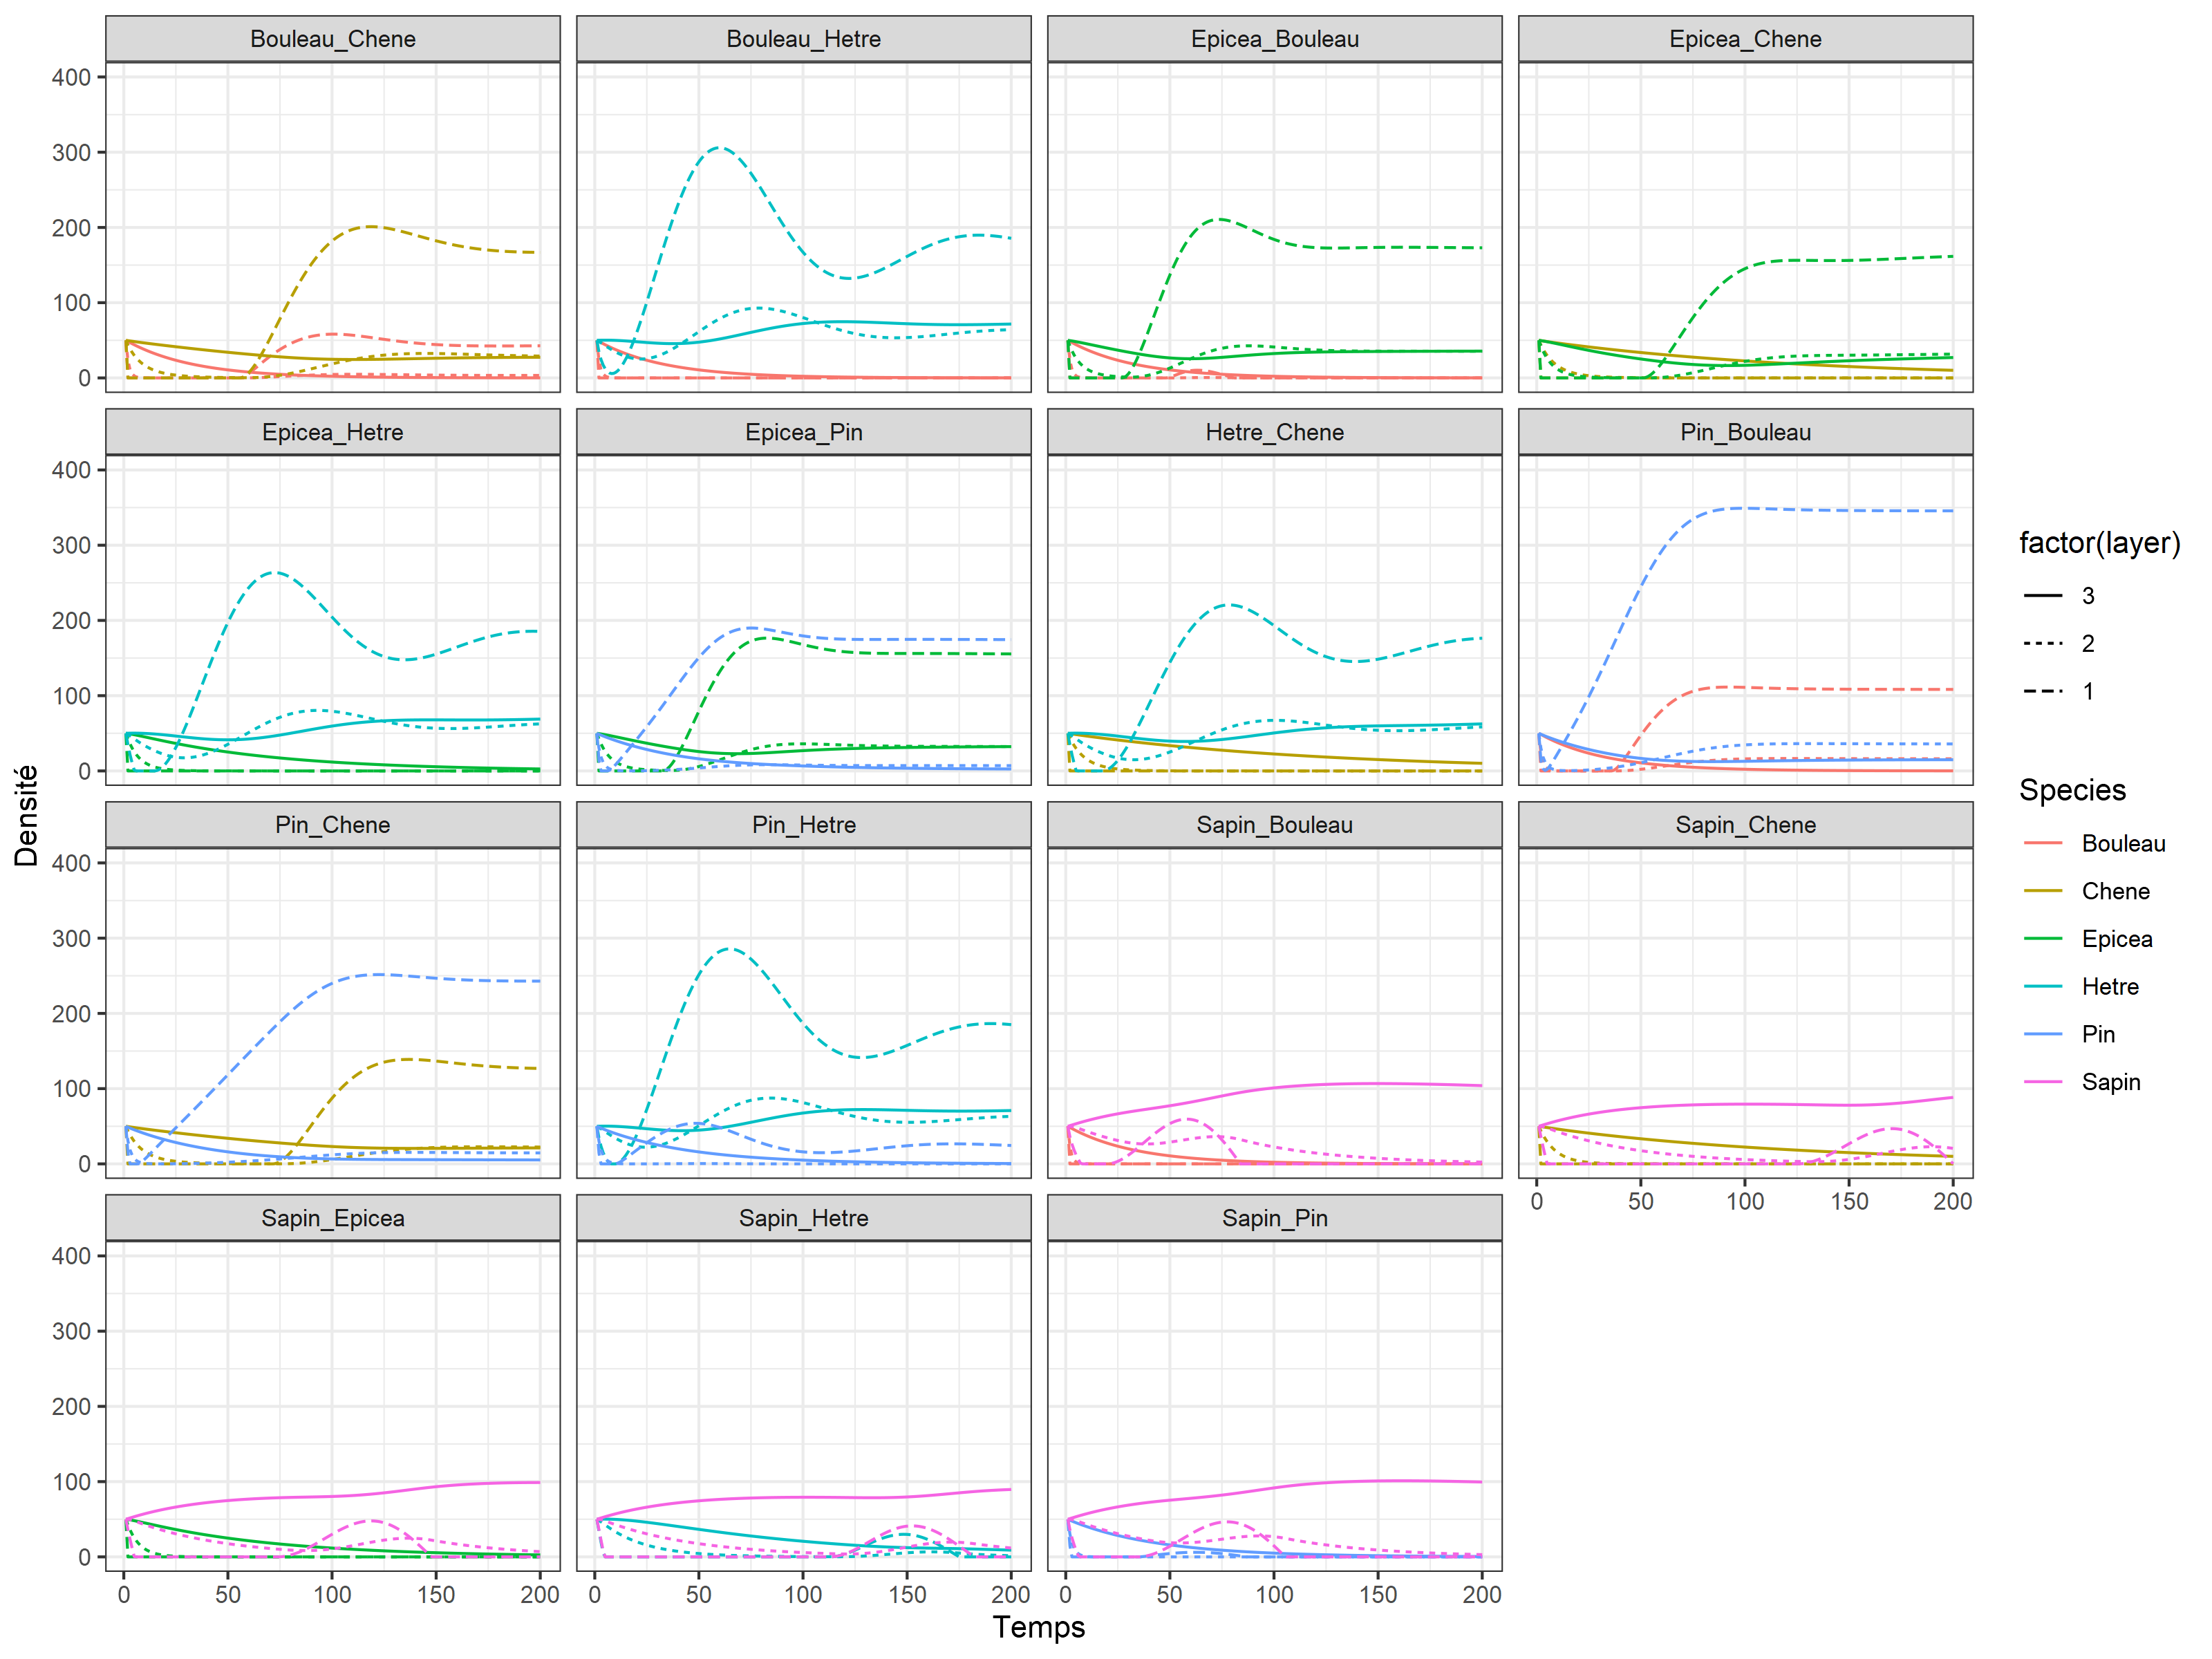 Bouleau_Chene Bouleau_Hetre Epicea_Bouleau Epicea_Chene
400
300
200
100
0
Epicea_Hetre Epicea_Pin Hetre_Chene Pin_Bouleau
400
300
200
100
0
Pin_Chene Pin_Hetre Sapin_Bouleau Sapin_Chene
400
300
200
100
0
0 50 100 150 200
Sapin_Epicea Sapin_Hetre Sapin_Pin
400
300
200
100
0
0 50 100 150 200 0 50 100 150 200 0 50 100 150 200
Temps
Densité
factor(layer)
3
2
1
Species
Bouleau
Chene
Epicea
Hetre
Pin
Sapin